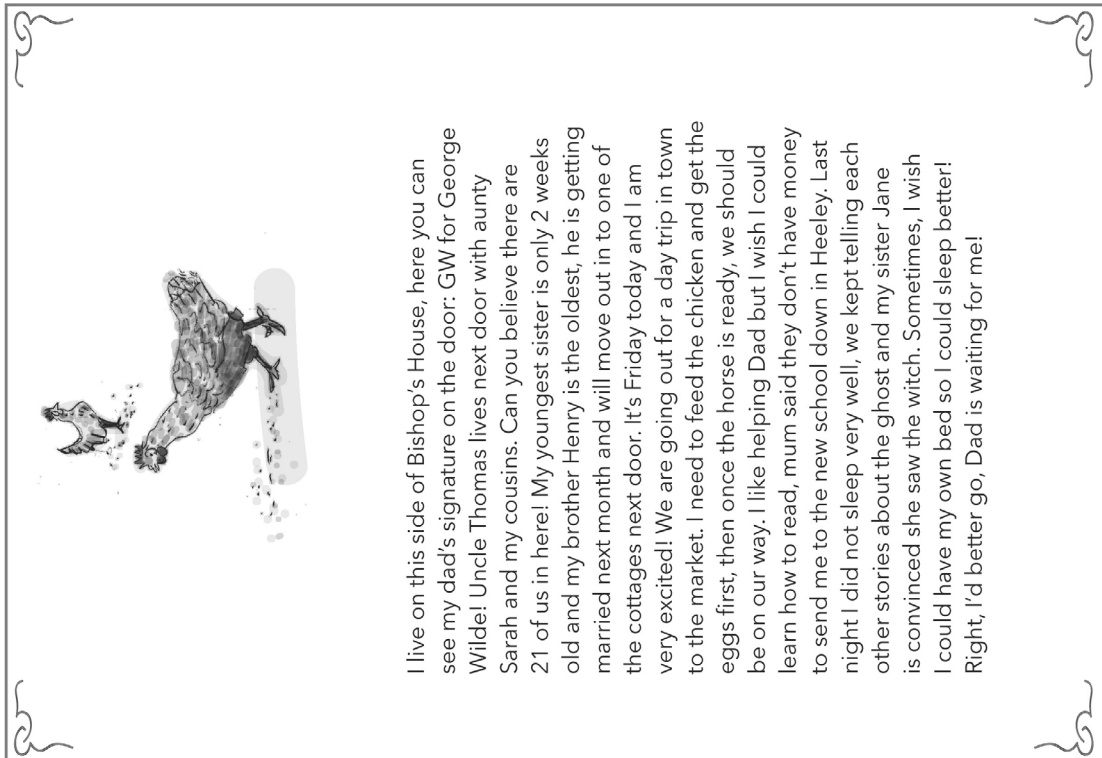 I live on this side of Bishop’s House, here you can
see my dad’s signature on the door: GW for George
Wilde! Uncle Thomas lives next door with aunty
Sarah and my cousins. Can you believe there are
21 of us in here! My youngest sister is only 2 weeks
old and my brother Henry is the oldest, he is getting
married next month and will move out in to one of
the cottages next door. It’s Friday today and I am
very excited! We are going out for a day trip in town
to the market. I need to feed the chicken and get the
eggs first, then once the horse is ready, we should
be on our way. I like helping Dad but I wish I could
learn how to read, mum said they don’t have money
to send me to the new school down in Heeley. Last
night I did not sleep very well, we kept telling each
other stories about the ghost and my sister Jane
is convinced she saw the witch. Sometimes, I wish
I could have my own bed so I could sleep better!
Right, I’d better go, Dad is waiting for me!